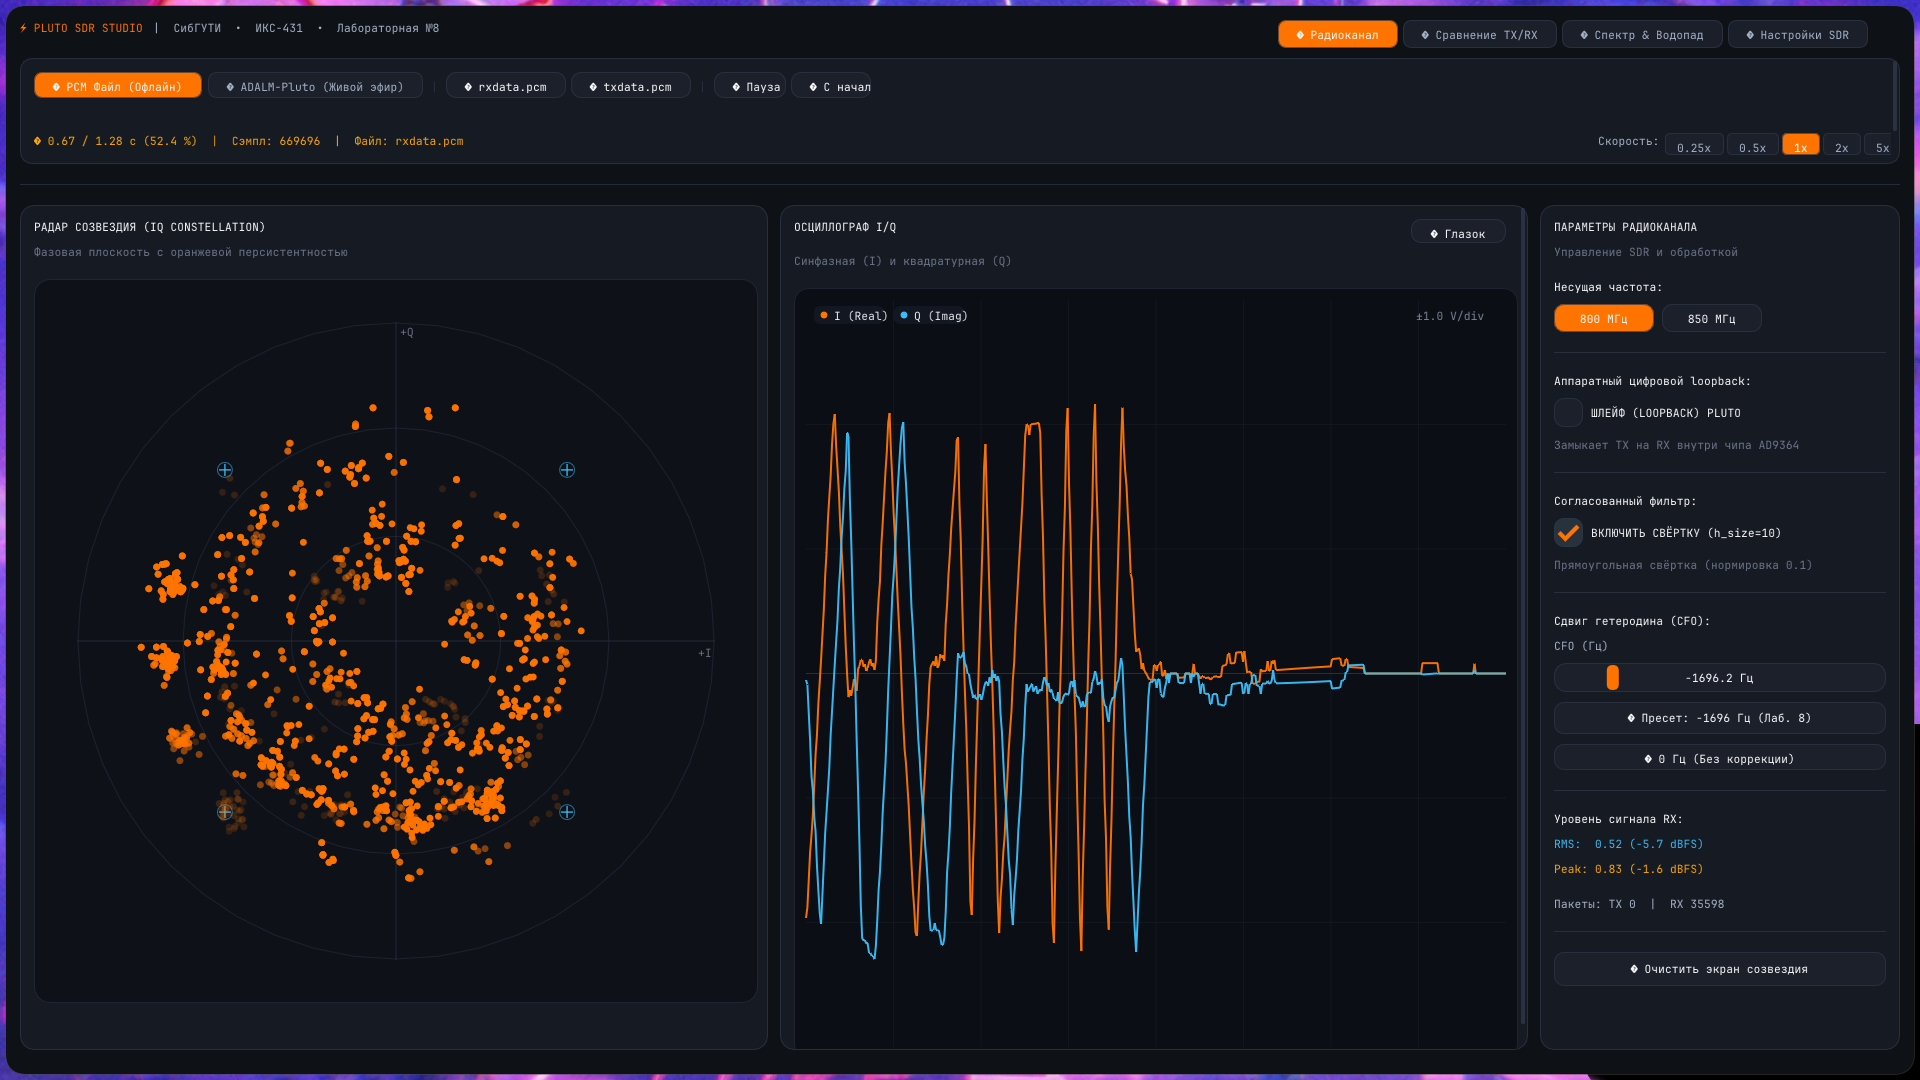 ⚡ PLUTO SDR STUDIO | СибГУТИ • ИКС-431 • Лабораторная №8
� Радиоканал � Сравнение TX/RX � Спектр & Водопад � Настройки SDR
� PCM Файл (Офлайн) � ADALM-Pluto (Живой эфир) | � rxdata.pcm � txdata.pcm | � Пауза � С начал
� 0.67 / 1.28 с (52.4 %) | Сэмпл: 669696 | Файл: rxdata.pcm
Скорость: 0.25x 0.5x 1x 2x 5x
РАДАР СОЗВЕЗДИЯ (IQ CONSTELLATION)
Фазовая плоскость с оранжевой персистентностью
+Q
+I
ОСЦИЛЛОГРАФ I/Q
� Глазок
Синфазная (I) и квадратурная (Q)
I (Real) Q (Imag)
±1.0 V/div
ПАРАМЕТРЫ РАДИОКАНАЛА
Управление SDR и обработкой
Несущая частота:
800 МГц 850 МГц
Аппаратный цифровой loopback:
ШЛЕЙФ (LOOPBACK) PLUTO
Замыкает TX на RX внутри чипа AD9364
Согласованный фильтр:
ВКЛЮЧИТЬ СВЁРТКУ (h_size=10)
Прямоугольная свёртка (нормировка 0.1)
Сдвиг гетеродина (CFO):
CFO (Гц)
-1696.2 Гц
� Пресет: -1696 Гц (Лаб. 8)
� 0 Гц (Без коррекции)
Уровень сигнала RX:
RMS: 0.52 (-5.7 dBFS)
Peak: 0.83 (-1.6 dBFS)
Пакеты: TX 0 | RX 35598
� Очистить экран созвездия